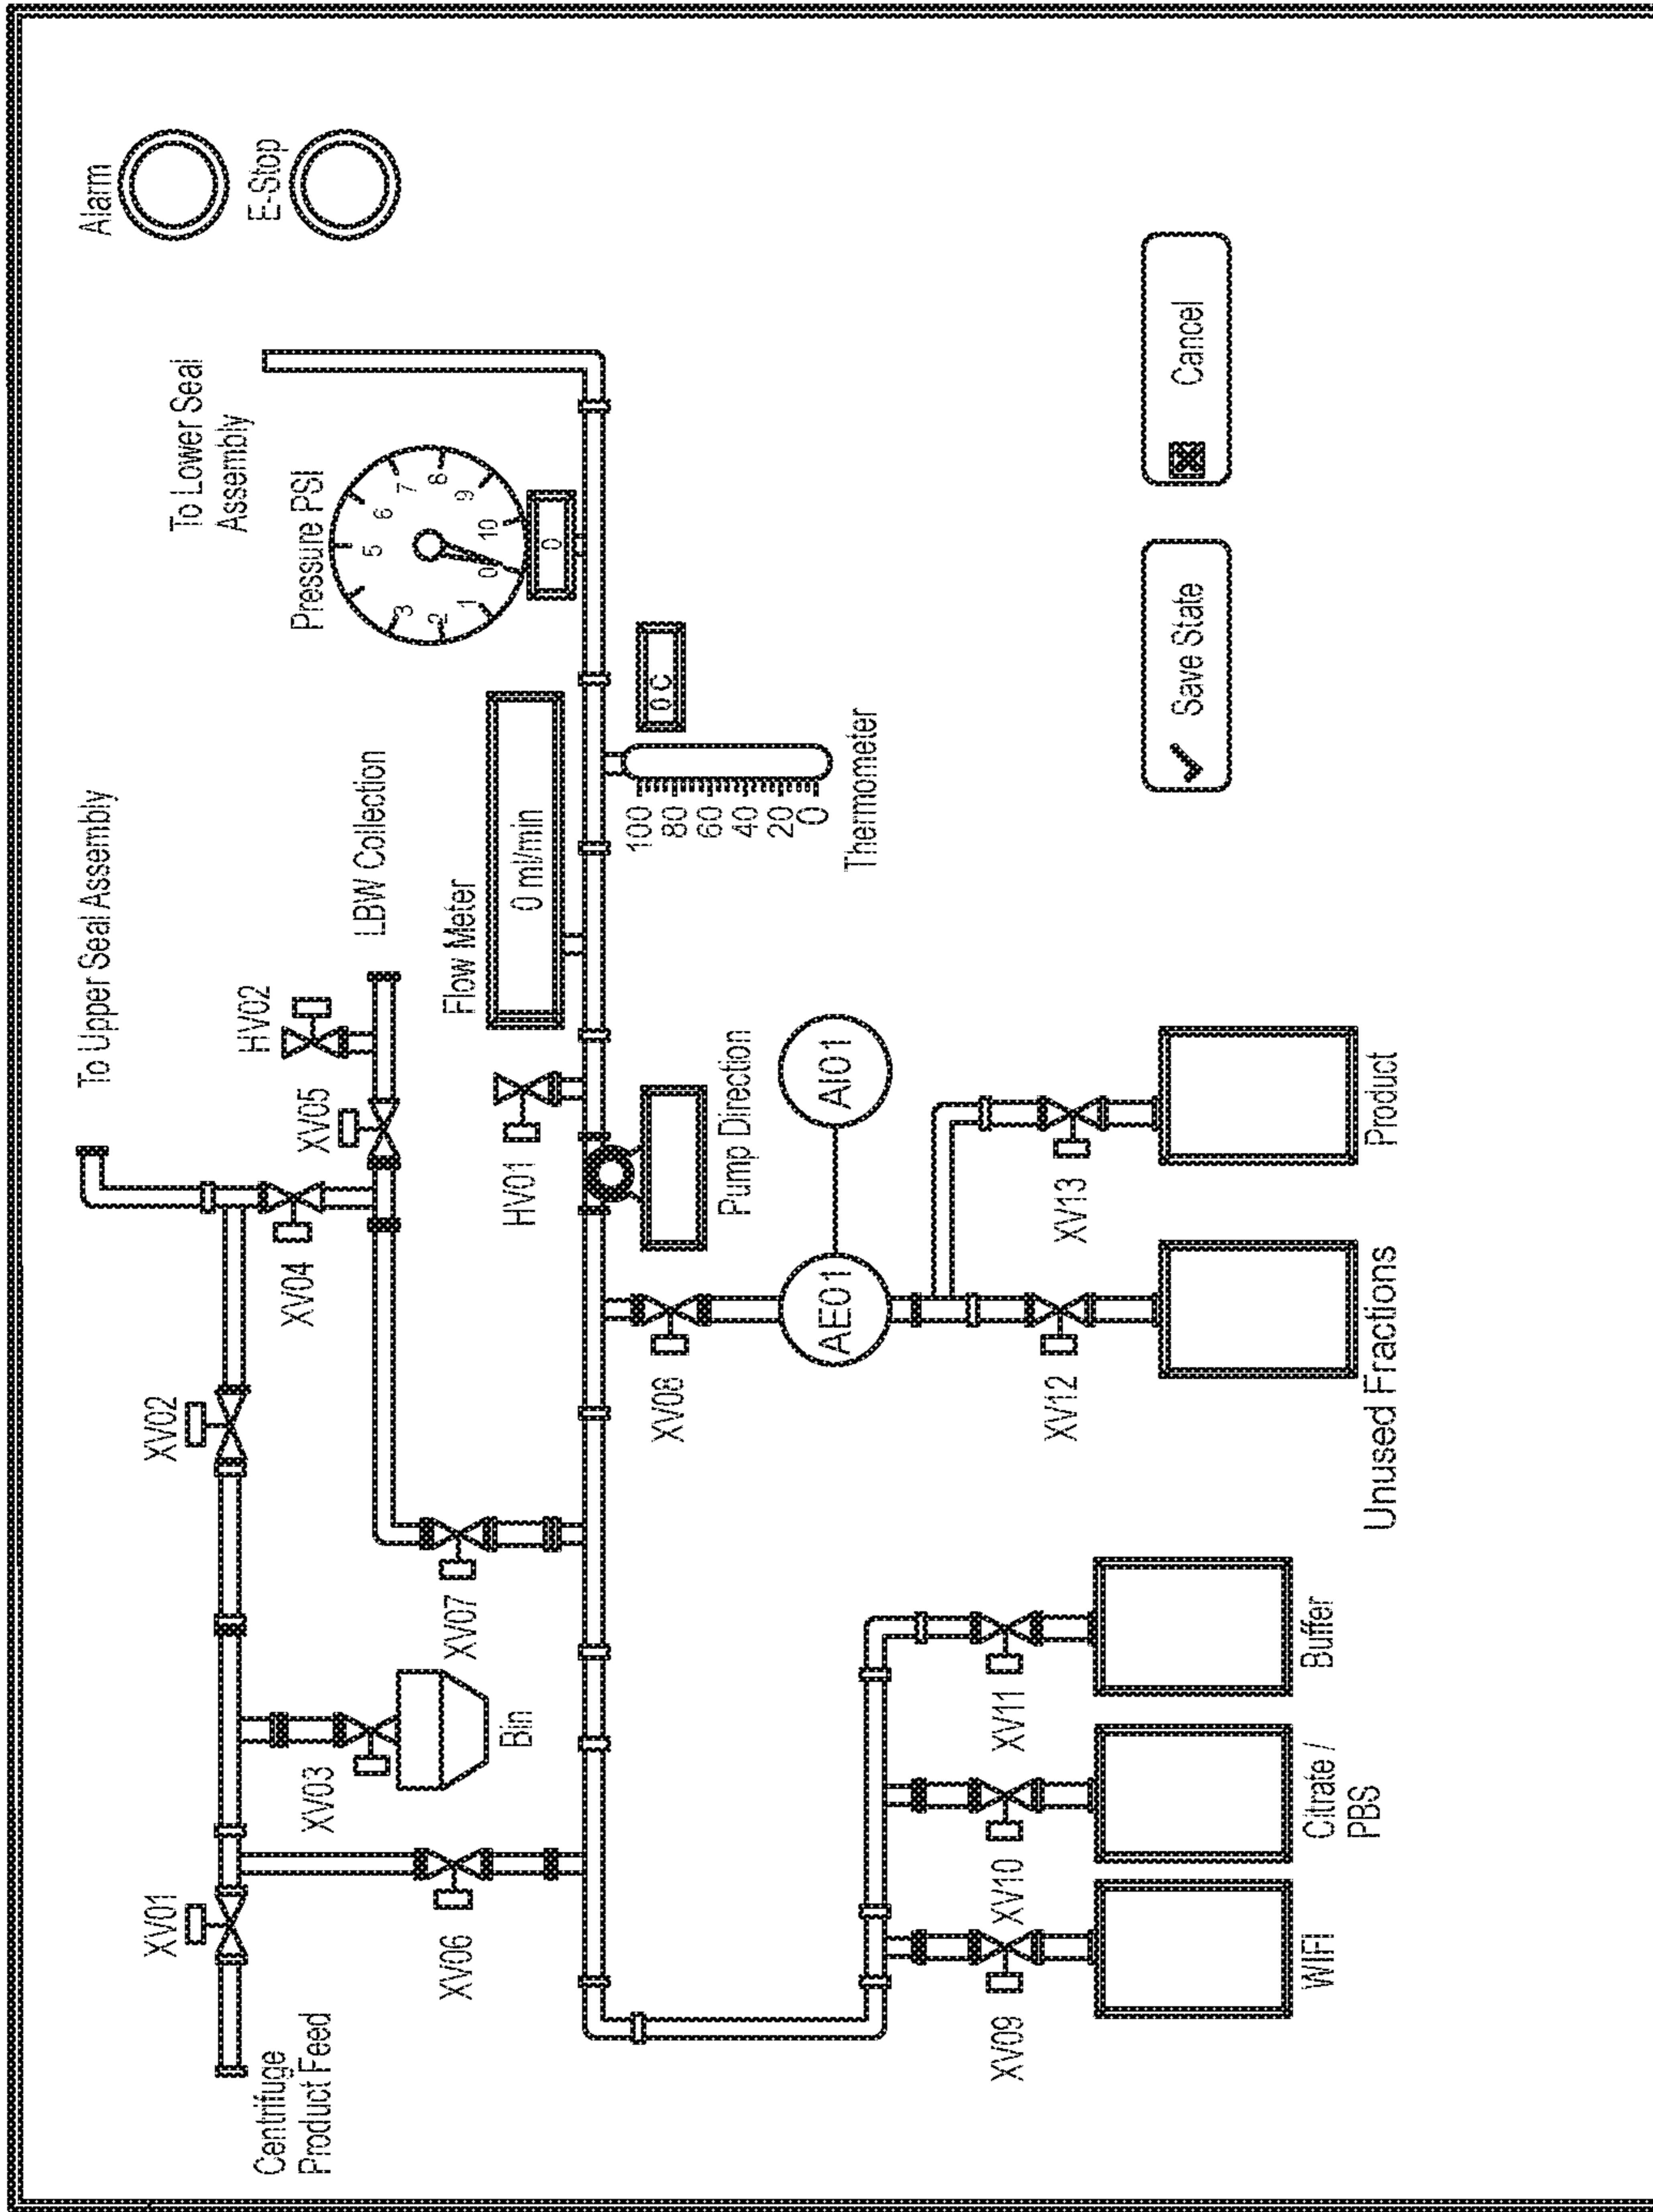 Alarm
E-Stop
To Lower Seal
Assembly
Pressure PSI
0
1
2
3
5
6
7
8
9
10
0
To Upper Seal Assembly
HV02
LBW Collection
XV05
XV04
XV02
XV01
Centrifuge
Product Feed
XV03
Bin
XV06
XV07
HV01
Flow Meter
0 ml/min
0 C
100
80
60
40
20
0
Thermometer
Pump Direction
XV08
AE01
AI01
XV12
XV13
Unused Fractions
Product
XV09
XV10
XV11
WIFI
Citrate /
PBS
Buffer
Save State
Cancel